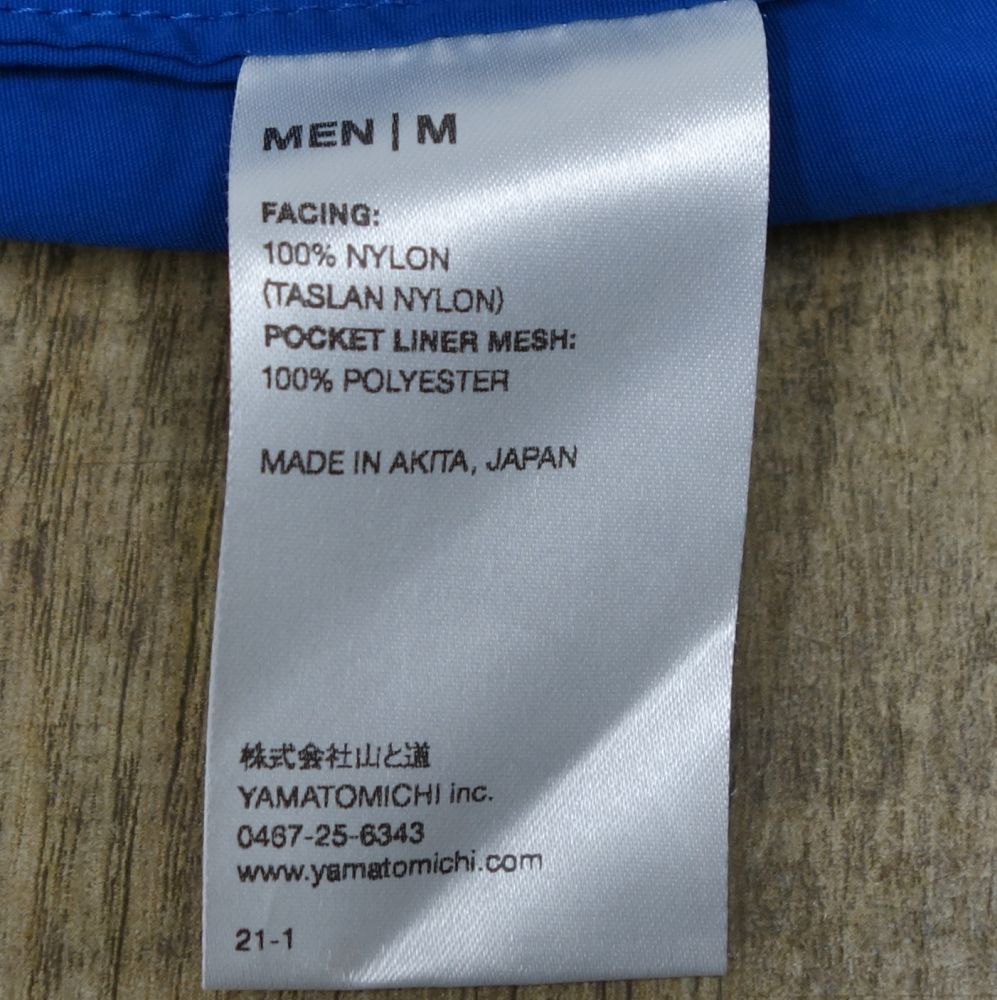 MEN | M
FACING:
100% NYLON
(TASLAN NYLON)
POCKET LINER MESH:
100% POLYESTER
MADE IN AKITA, JAPAN
株式会社山と道
YAMATOMICHI inc.
0467-25-6343
www.yamatomichi.com
21-1